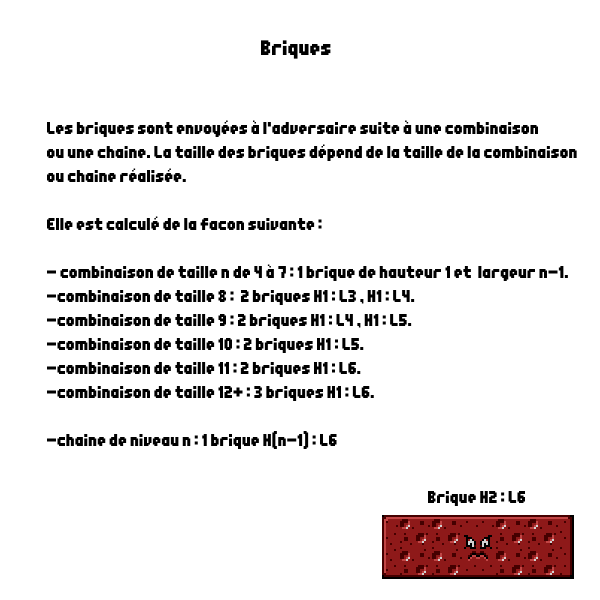 Briques
Les briques sont envoyées à l'adversaire suite à une combinaison
ou une chaine. La taille des briques dépend de la taille de la combinaison
ou chaine réalisée.
Elle est calculé de la facon suivante :
- combinaison de taille n de 4 à 7 : 1 brique de hauteur 1 et largeur n-1.
-combinaison de taille 8 : 2 briques H1 : L3 , H1 : L4.
-combinaison de taille 9 : 2 briques H1 : L4 , H1 : L5.
-combinaison de taille 10 : 2 briques H1 : L5.
-combinaison de taille 11 : 2 briques H1 : L6.
-combinaison de taille 12+ : 3 briques H1 : L6.
-chaine de niveau n : 1 brique H(n-1) : L6
Brique H2 : L6